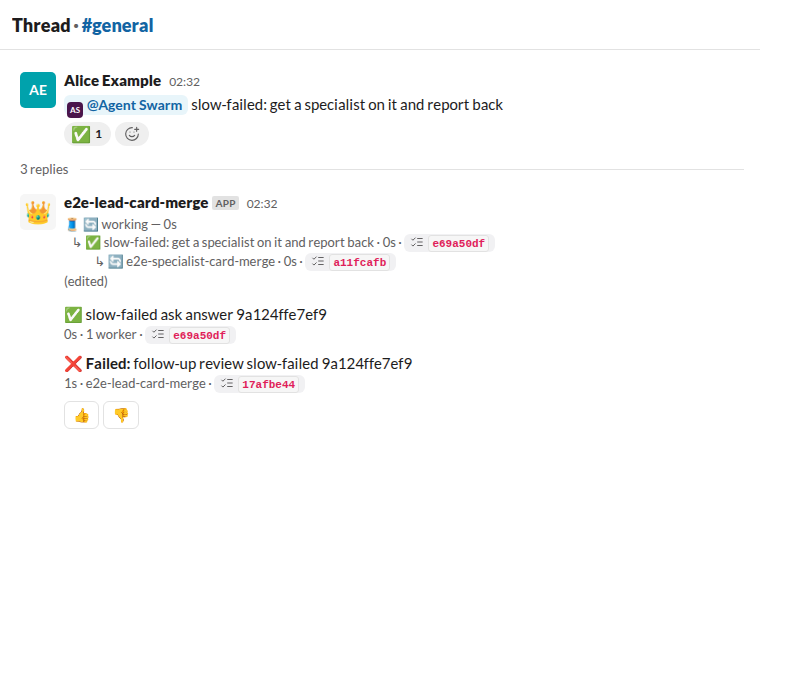 Thread • #general
AE
Alice Example 02:32
AS @Agent Swarm slow-failed: get a specialist on it and report back
✅ 1
3 replies
e2e-lead-card-merge APP 02:32
🧵 🔄 working — 0s
↳ ✅ slow-failed: get a specialist on it and report back · 0s · e69a50df
↳ 🔄 e2e-specialist-card-merge · 0s · a11fcafb
(edited)
✅ slow-failed ask answer 9a124ffe7ef9
0s · 1 worker · e69a50df
❌ Failed: follow-up review slow-failed 9a124ffe7ef9
1s · e2e-lead-card-merge · 17afbe44
👍 👎